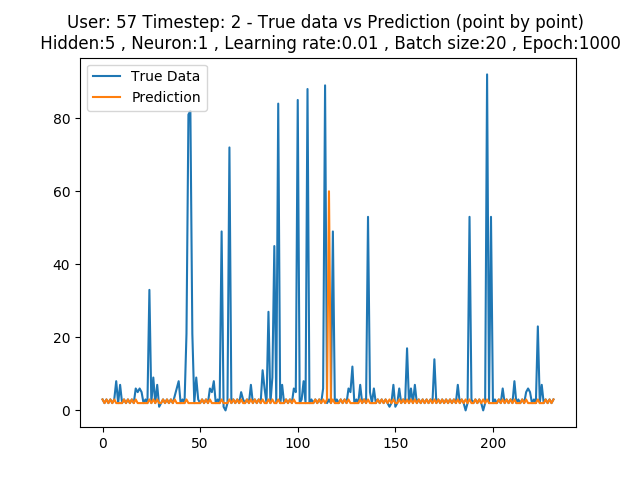 User: 57 Timestep: 2 - True data vs Prediction (point by point)
Hidden:5 , Neuron:1 , Learning rate:0.01 , Batch size:20 , Epoch:1000
True Data
Prediction
80
60
40
20
0
0 50 100 150 200